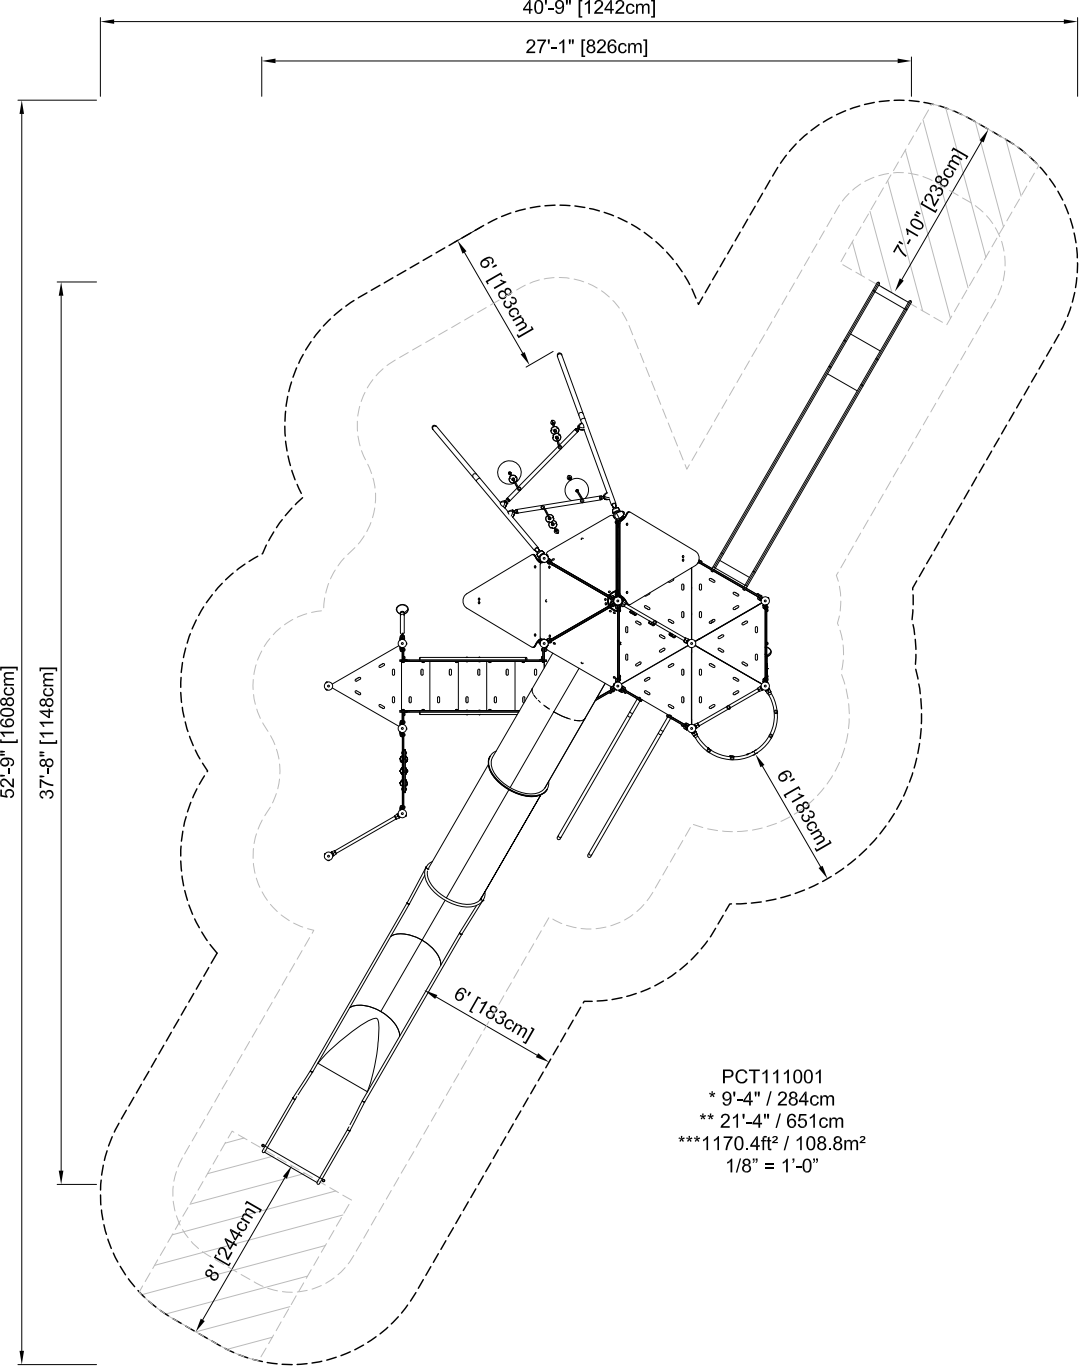 40'-9" [1242cm]
27'-1" [826cm]
7'-10" [238cm]
6' [183cm]
52'-9" [1608cm]
37'-8" [1148cm]
6' [183cm]
6' [183cm]
8' [244cm]
PCT111001
* 9'-4" / 284cm
** 21'-4" / 651cm
***1170.4ft² / 108.8m²
1/8” = 1’-0”